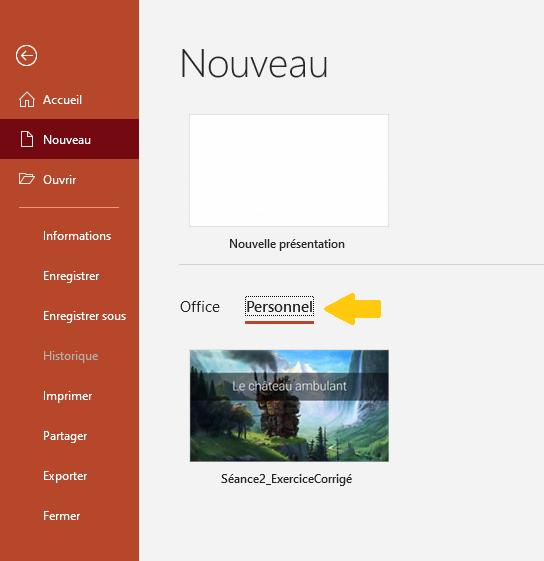 Accueil
Nouveau
Ouvrir
Informations
Enregistrer
Enregistrer sous
Historique
Imprimer
Partager
Exporter
Fermer
Nouveau
Nouvelle présentation
Office
Personnel
Le château ambulant
Séance2_ExerciceCorrigé